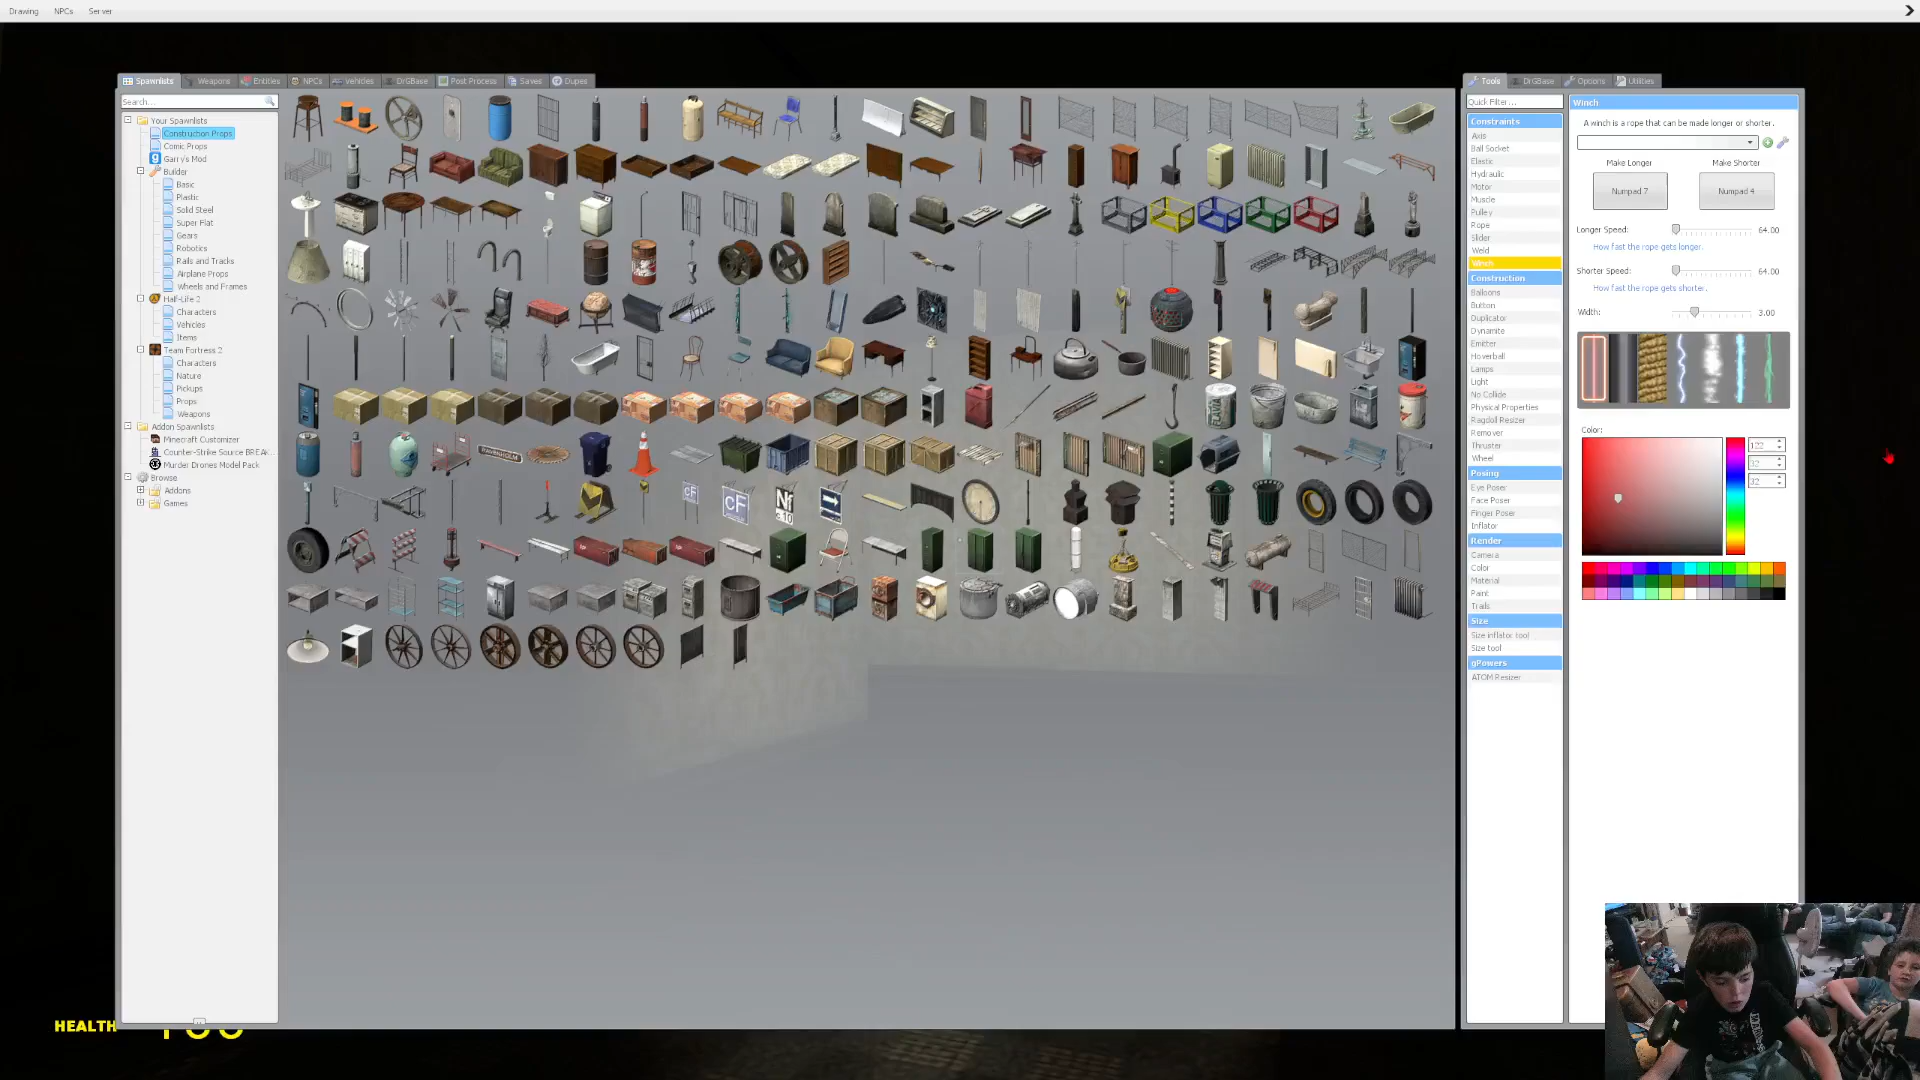 Drawing NPCs Server
Spawnlists Weapons Entities NPCs Vehicles DrGBase Post Process Saves Dupes
Search...
Your Spawnlists
Construction Props
Comic Props
Garry's Mod
Builder
Basic
Plastic
Solid Steel
Super Flat
Gears
Robotics
Rails and Tracks
Airplane Props
Wheels and Frames
Half-Life 2
Characters
Vehicles
Items
Team Fortress 2
Characters
Nature
Pickups
Props
Weapons
Addon Spawnlists
Minecraft Customizer
Counter-Strike Source BREAK...
Murder Drones Model Pack
Browse
Addons
Games
HEALTH 100
Tools DrGBase Options Utilities
Quick Filter...
Constraints
Axis
Ball Socket
Elastic
Hydraulic
Motor
Muscle
Pulley
Rope
Slider
Weld
Winch
Construction
Balloons
Button
Duplicator
Dynamite
Emitter
Hoverball
Lamps
Light
No Collide
Physical Properties
Ragdoll Resizer
Remover
Thruster
Wheel
Posing
Eye Poser
Face Poser
Finger Poser
Inflator
Render
Camera
Color
Material
Paint
Trails
Size
Size inflator tool
Size tool
gPowers
ATOM Resizer
Winch
A winch is a rope that can be made longer or shorter.
Make Longer Make Shorter
Numpad 7 Numpad 4
Longer Speed: 64.00
How fast the rope gets longer.
Shorter Speed: 64.00
How fast the rope gets shorter.
Width: 3.00
Color:
122
32
32